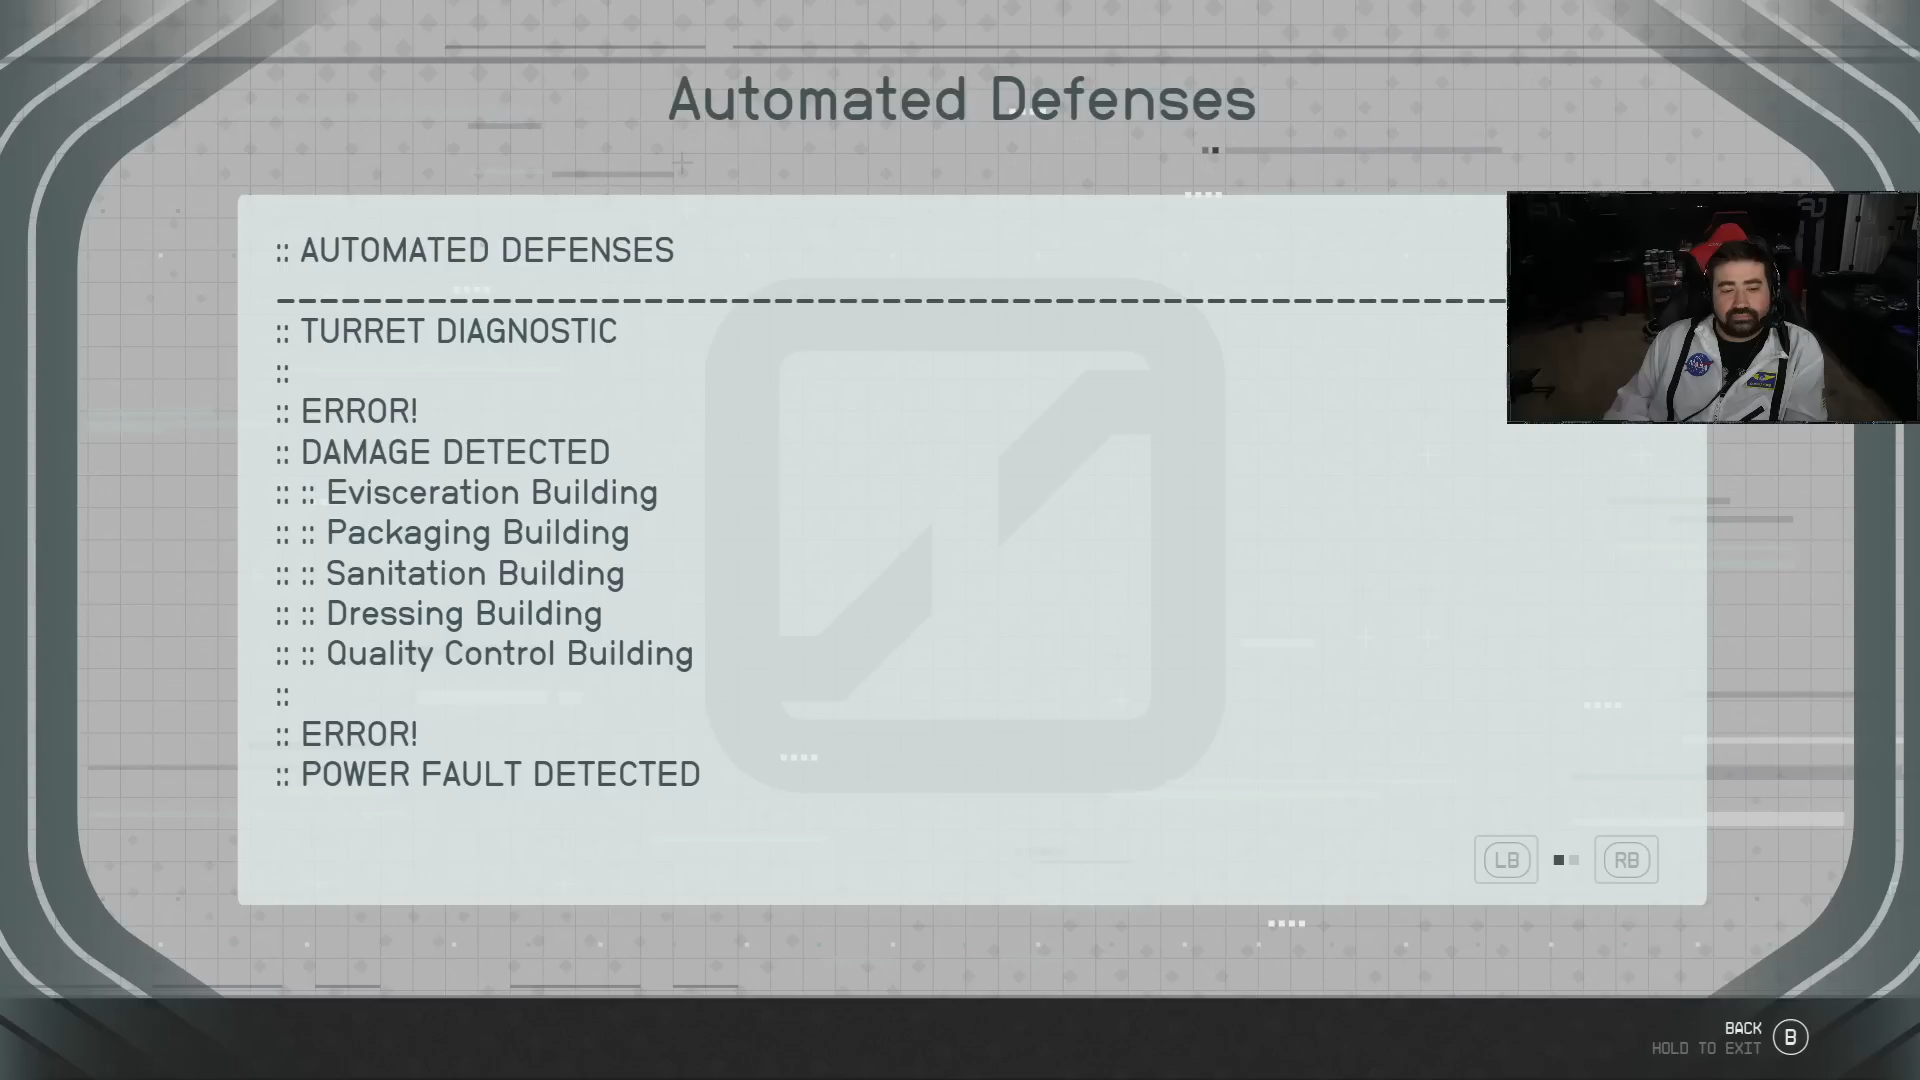 Automated Defenses
:: AUTOMATED DEFENSES
:: TURRET DIAGNOSTIC
::
:: ERROR!
:: DAMAGE DETECTED
:: :: Evisceration Building
:: :: Packaging Building
:: :: Sanitation Building
:: :: Dressing Building
:: :: Quality Control Building
::
:: ERROR!
:: POWER FAULT DETECTED
LB RB
BACK
HOLD TO EXIT B
NASA